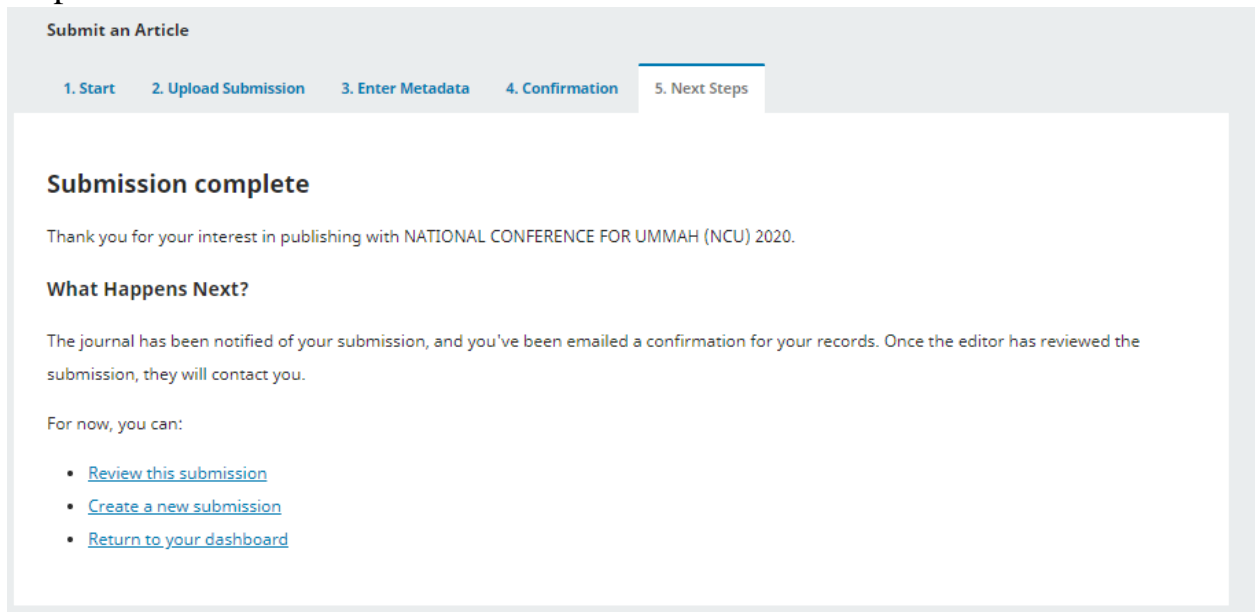 Submit an Article
1. Start 2. Upload Submission 3. Enter Metadata 4. Confirmation 5. Next Steps
Submission complete
Thank you for your interest in publishing with NATIONAL CONFERENCE FOR UMMAH (NCU) 2020.
What Happens Next?
The journal has been notified of your submission, and you've been emailed a confirmation for your records. Once the editor has reviewed the
submission, they will contact you.
For now, you can:
• Review this submission
• Create a new submission
• Return to your dashboard